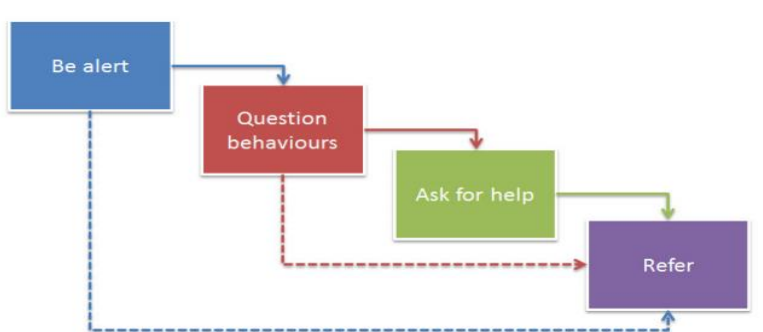 Be alert
Question
behaviours
Ask for help
Refer